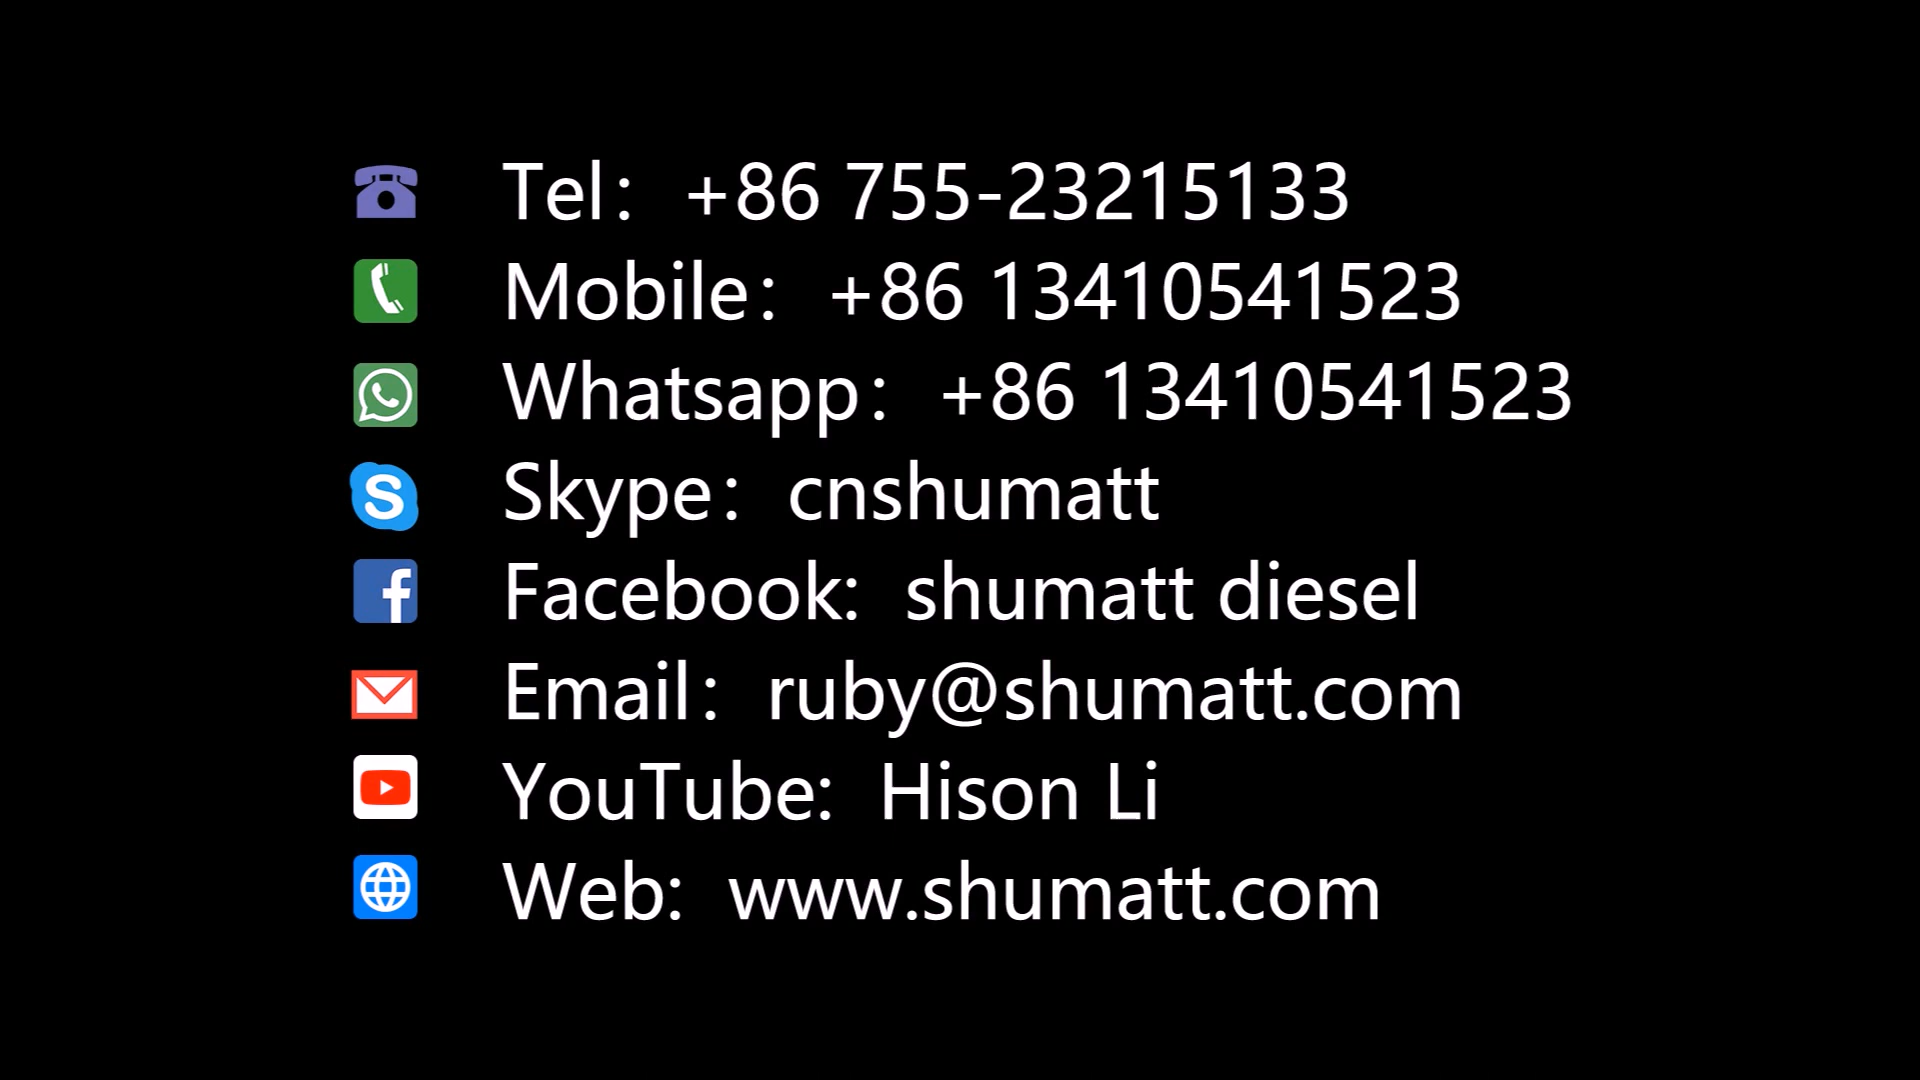 Tel：+86 755-23215133
Mobile：+86 13410541523
Whatsapp：+86 13410541523
Skype：cnshumatt
Facebook: shumatt diesel
Email：ruby@shumatt.com
YouTube: Hison Li
Web: www.shumatt.com